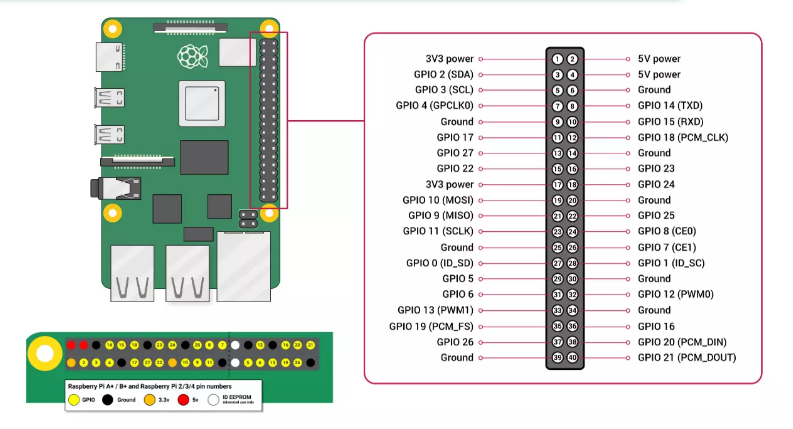 3V3 power 1 2 5V power
GPIO 2 (SDA) 3 4 5V power
GPIO 3 (SCL) 5 6 Ground
GPIO 4 (GPCLK0) 7 8 GPIO 14 (TXD)
Ground 9 10 GPIO 15 (RXD)
GPIO 17 11 12 GPIO 18 (PCM_CLK)
GPIO 27 13 14 Ground
GPIO 22 15 16 GPIO 23
3V3 power 17 18 GPIO 24
GPIO 10 (MOSI) 19 20 Ground
GPIO 9 (MISO) 21 22 GPIO 25
GPIO 11 (SCLK) 23 24 GPIO 8 (CE0)
Ground 25 26 GPIO 7 (CE1)
GPIO 0 (ID_SD) 27 28 GPIO 1 (ID_SC)
GPIO 5 29 30 Ground
GPIO 6 31 32 GPIO 12 (PWM0)
GPIO 13 (PWM1) 33 34 Ground
GPIO 19 (PCM_FS) 35 36 GPIO 16
GPIO 26 37 38 GPIO 20 (PCM_DIN)
Ground 39 40 GPIO 21 (PCM_DOUT)
Raspberry Pi A+ / B+ and Raspberry Pi 2/3/4 pin numbers
GPIO Ground 3.3v 5v ID EEPROM
Advanced use only